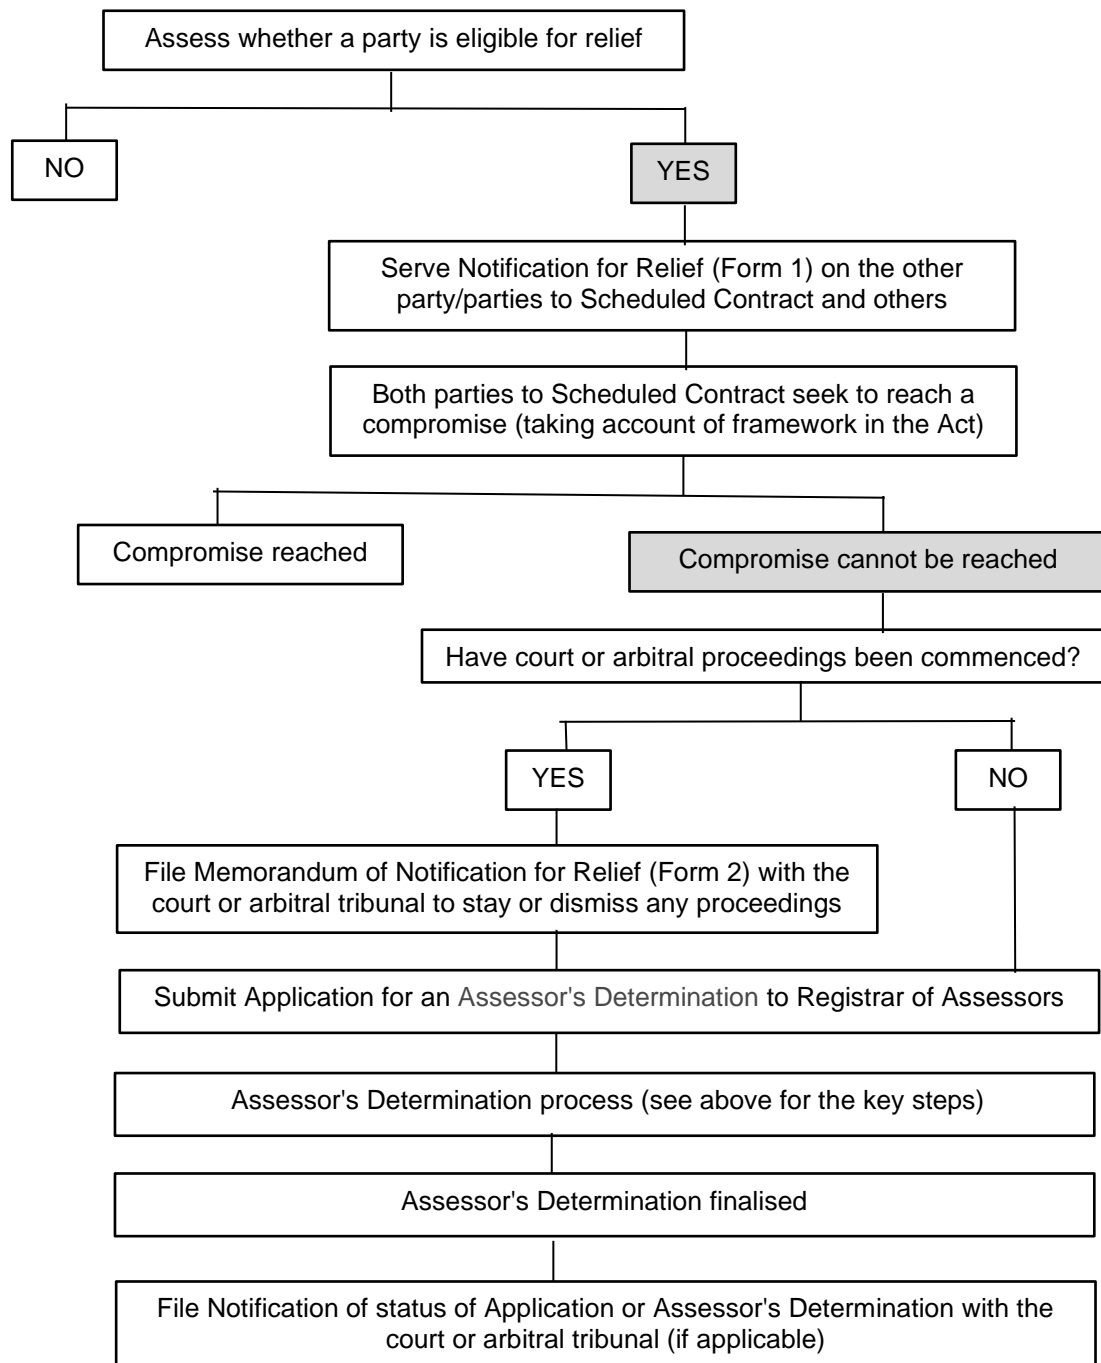 Assess whether a party is eligible for relief
NO
YES
Serve Notification for Relief (Form 1) on the other
party/parties to Scheduled Contract and others
Both parties to Scheduled Contract seek to reach a
compromise (taking account of framework in the Act)
Compromise reached
Compromise cannot be reached
Have court or arbitral proceedings been commenced?
YES
NO
File Memorandum of Notification for Relief (Form 2) with the
court or arbitral tribunal to stay or dismiss any proceedings
Submit Application for an Assessor's Determination to Registrar of Assessors
Assessor's Determination process (see above for the key steps)
Assessor's Determination finalised
File Notification of status of Application or Assessor's Determination with the
court or arbitral tribunal (if applicable)